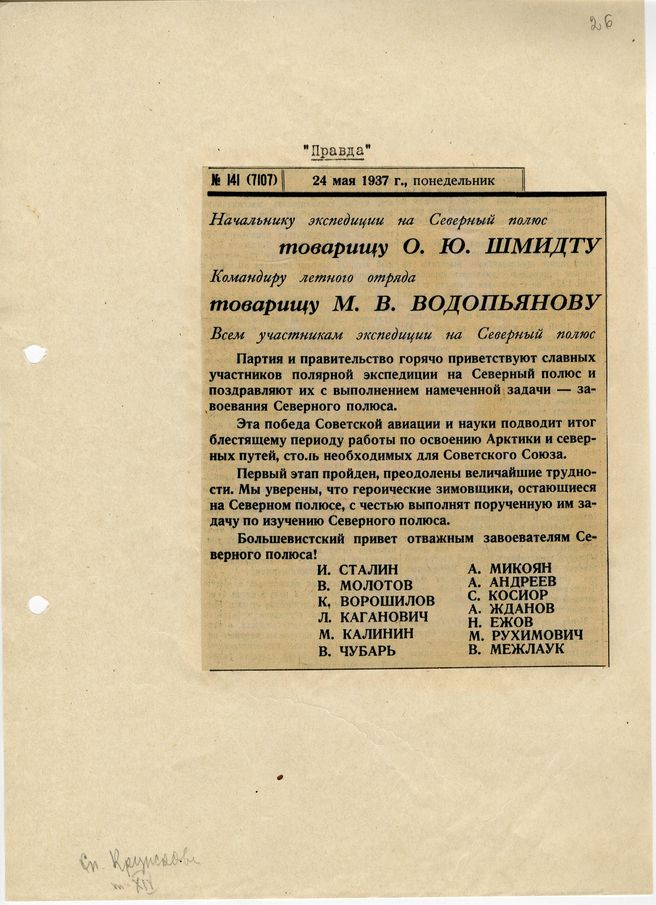 26
"Правда"
№ 141 (7107) 24 мая 1937 г., понедельник
Начальнику экспедиции на Северный полюс
товарищу О. Ю. ШМИДТУ
Командиру летного отряда
товарищу М. В. ВОДОПЬЯНОВУ
Всем участникам экспедиции на Северный полюс
Партия и правительство горячо приветствуют славных
участников полярной экспедиции на Северный полюс и
поздравляют их с выполнением намеченной задачи — за-
воевания Северного полюса.
Эта победа Советской авиации и науки подводит итог
блестящему периоду работы по освоению Арктики и север-
ных путей, столь необходимых для Советского Союза.
Первый этап пройден, преодолены величайшие трудно-
сти. Мы уверены, что героические зимовщики, остающиеся
на Северном полюсе, с честью выполнят порученную им за-
дачу по изучению Северного полюса.
Большевистский привет отважным завоевателям Се-
верного полюса!
И. СТАЛИН
В. МОЛОТОВ
К. ВОРОШИЛОВ
Л. КАГАНОВИЧ
М. КАЛИНИН
В. ЧУБАРЬ
А. МИКОЯН
А. АНДРЕЕВ
С. КОСИОР
А. ЖДАНОВ
Н. ЕЖОВ
М. РУХИМОВИЧ
В. МЕЖЛАУК
т. XIV